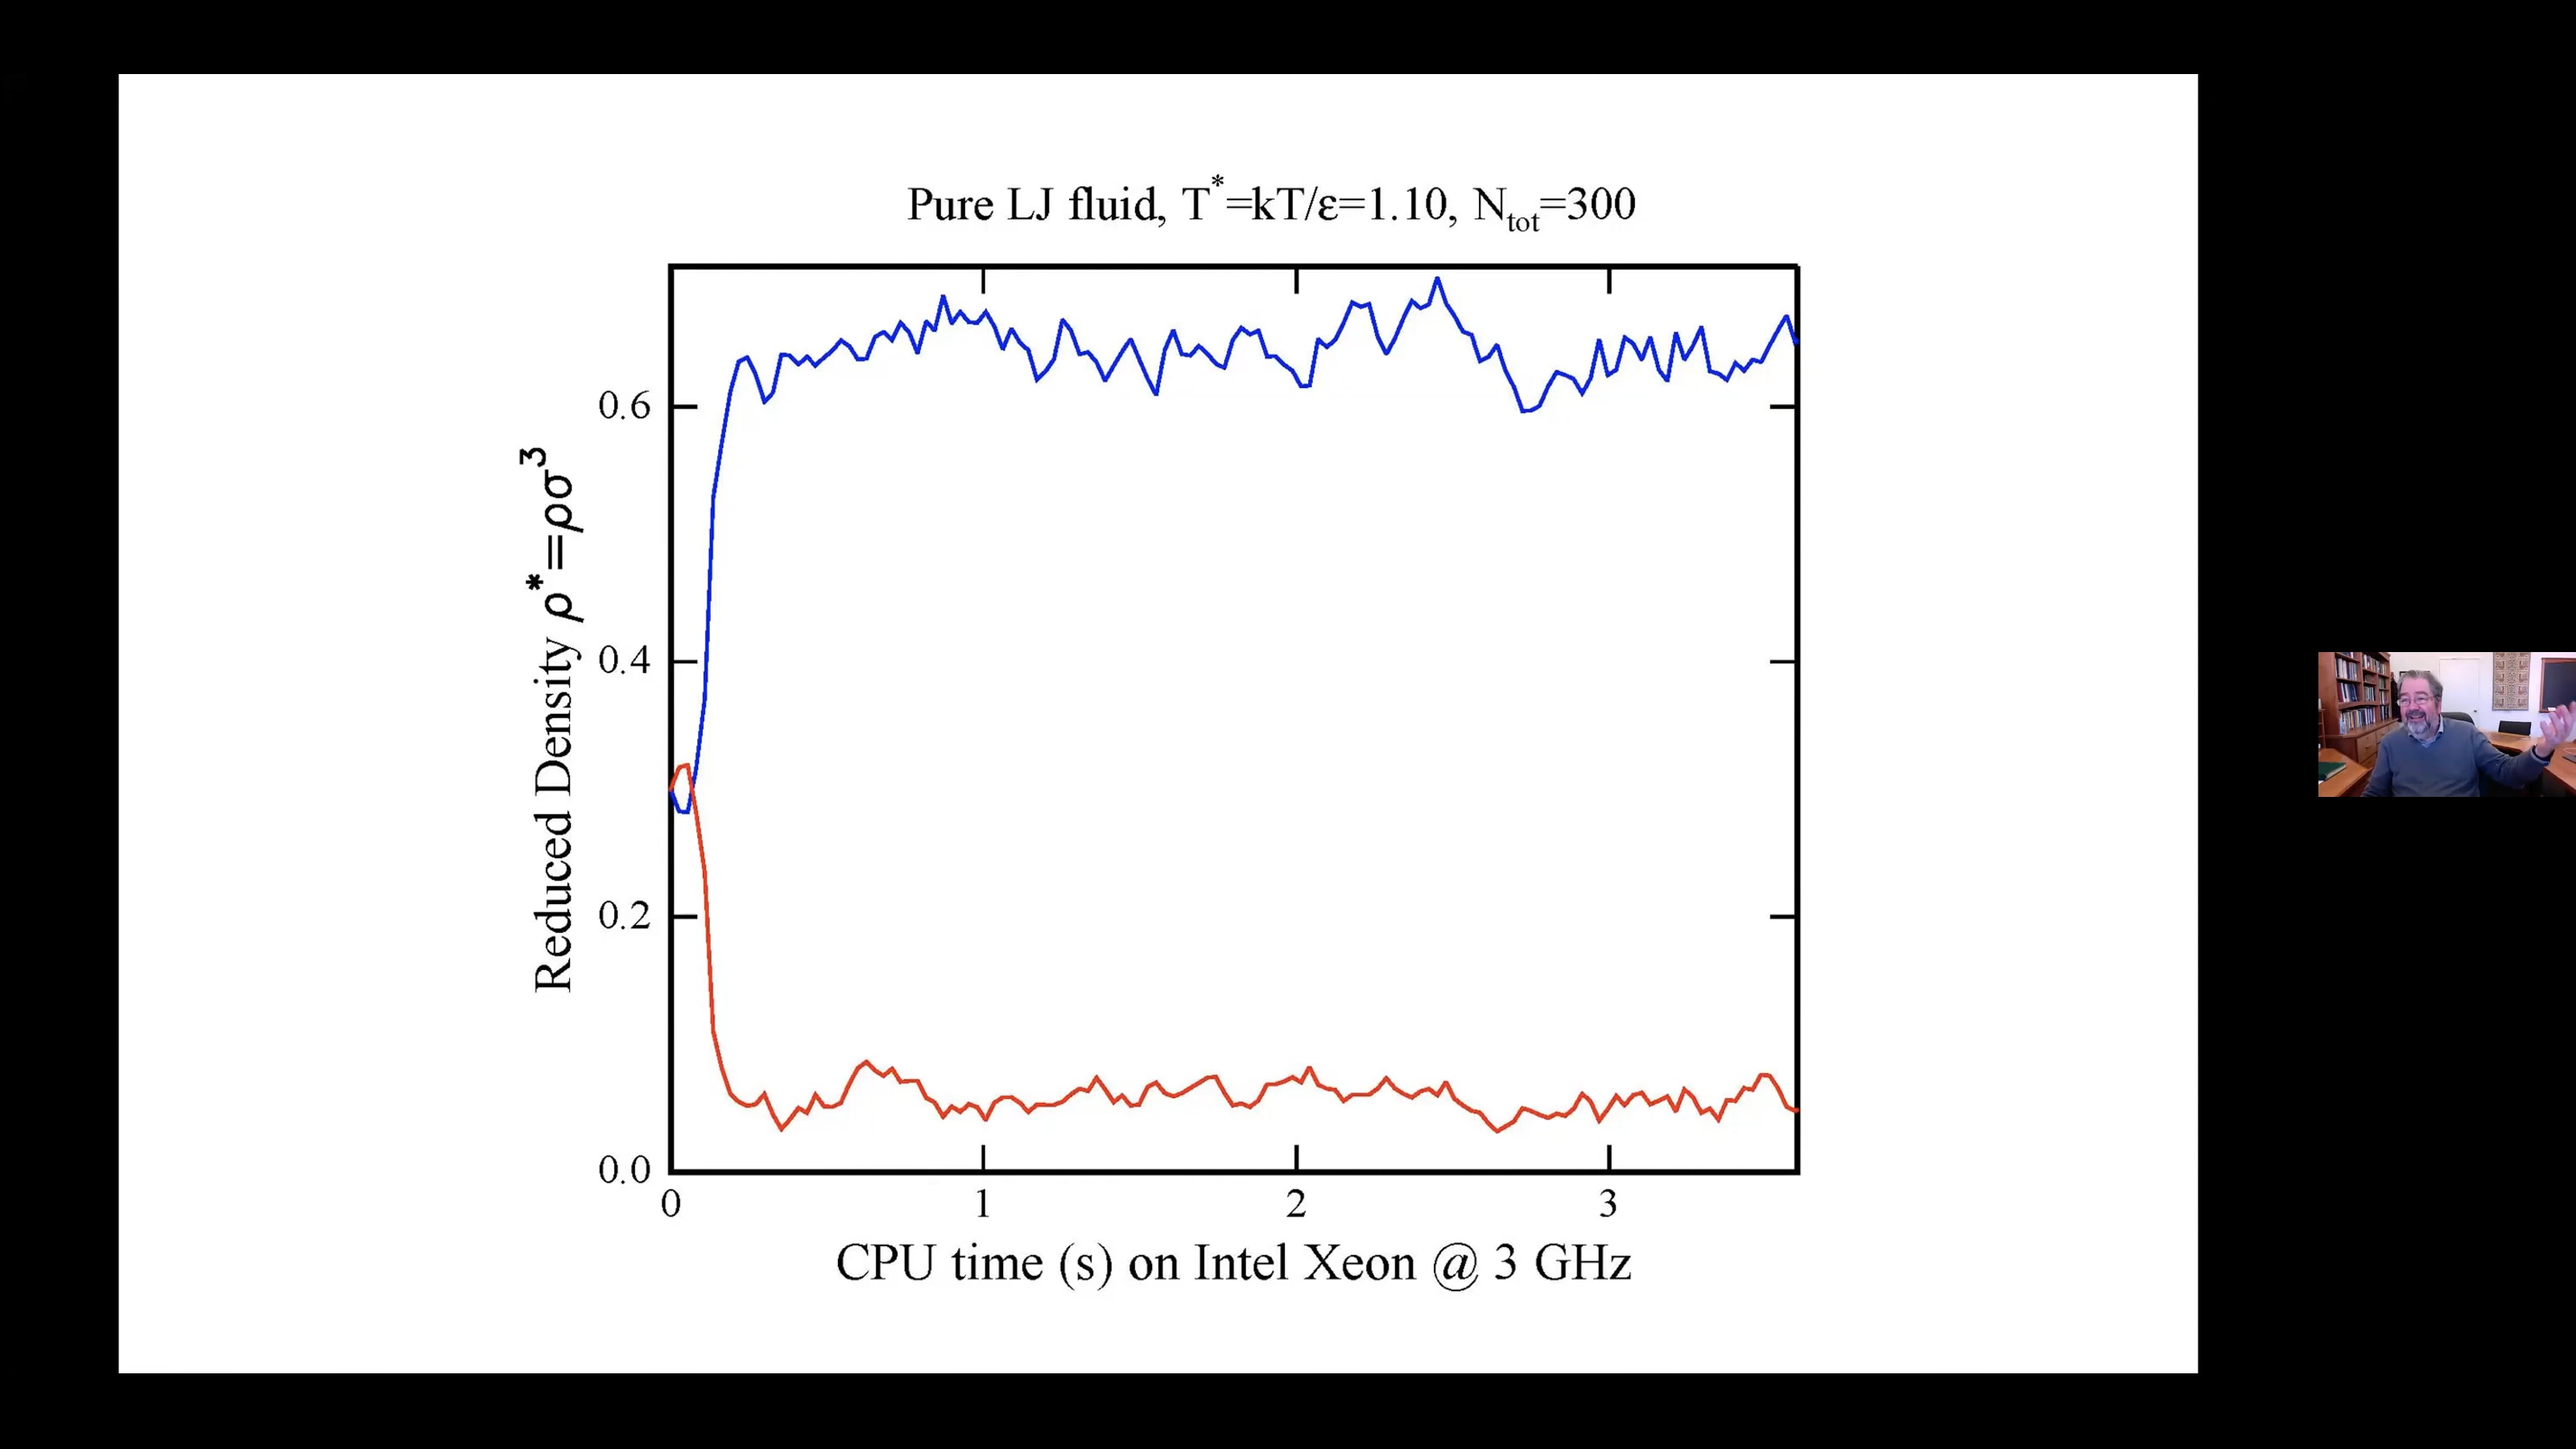 Pure LJ fluid, T*=kT/ε=1.10, Ntot=300
Reduced Density ρ*=ρσ³
0.6
0.4
0.2
0.0
0 1 2 3
CPU time (s) on Intel Xeon @ 3 GHz